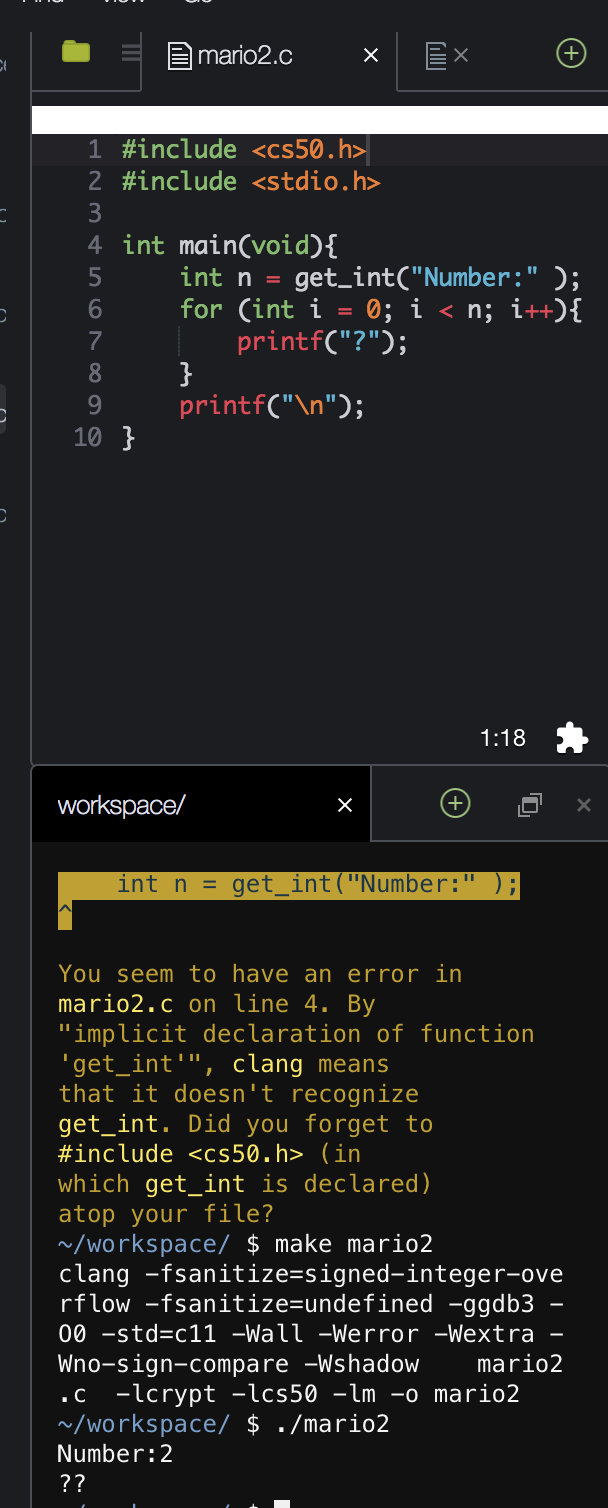 mario2.c
1 #include <cs50.h>
2 #include <stdio.h>
3
4 int main(void){
5     int n = get_int("Number:" );
6     for (int i = 0; i < n; i++){
7         printf("?");
8     }
9     printf("\n");
10 }
1:18
workspace/
    int n = get_int("Number:" );
^
You seem to have an error in
mario2.c on line 4. By
"implicit declaration of function
'get_int'", clang means
that it doesn't recognize
get_int. Did you forget to
#include <cs50.h> (in
which get_int is declared)
atop your file?
~/workspace/ $ make mario2
clang -fsanitize=signed-integer-ove
rflow -fsanitize=undefined -ggdb3 -
O0 -std=c11 -Wall -Werror -Wextra -
Wno-sign-compare -Wshadow    mario2
.c  -lcrypt -lcs50 -lm -o mario2
~/workspace/ $ ./mario2
Number:2
??